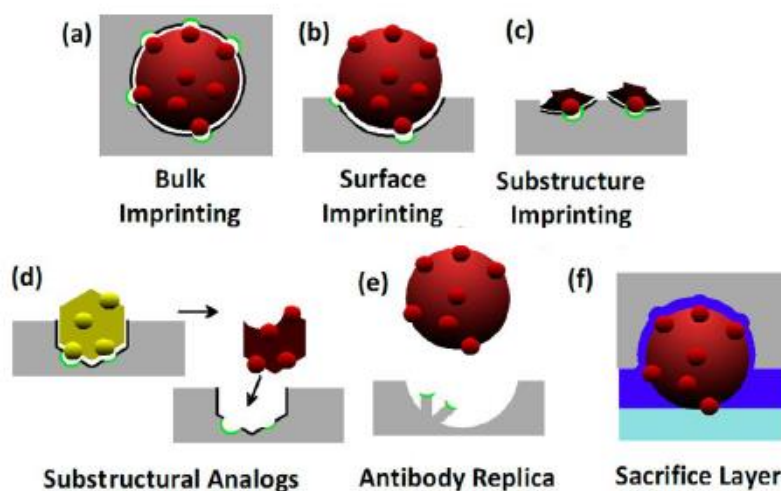 (a)
(b)
(c)
Bulk
Imprinting
Surface
Imprinting
Substructure
Imprinting
(d)
(e)
(f)
Substructural Analogs
Antibody Replica
Sacrifice Layer